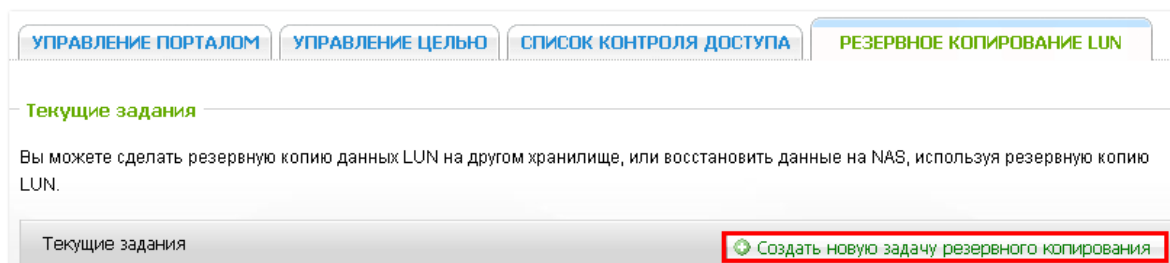 УПРАВЛЕНИЕ ПОРТАЛОМ УПРАВЛЕНИЕ ЦЕЛЬЮ СПИСОК КОНТРОЛЯ ДОСТУПА РЕЗЕРВНОЕ КОПИРОВАНИЕ LUN
Текущие задания
Вы можете сделать резервную копию данных LUN на другом хранилище, или восстановить данные на NAS, используя резервную копию
LUN.
Текущие задания Создать новую задачу резервного копирования